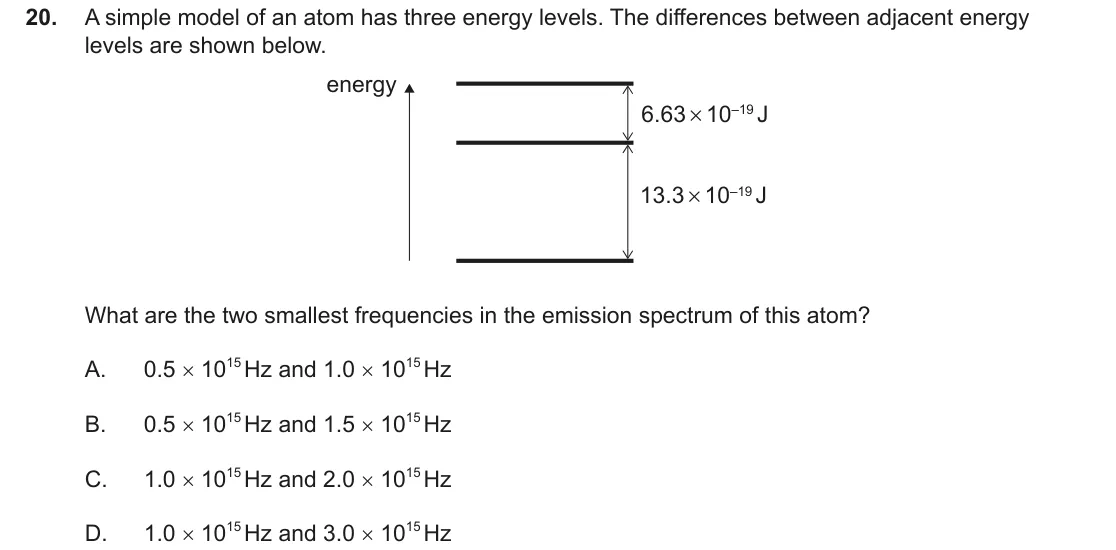 20. A simple model of an atom has three energy levels. The differences between adjacent energy
levels are shown below.
energy
6.63 × 10⁻¹⁹ J
13.3 × 10⁻¹⁹ J
What are the two smallest frequencies in the emission spectrum of this atom?
A. 0.5 × 10¹⁵ Hz and 1.0 × 10¹⁵ Hz
B. 0.5 × 10¹⁵ Hz and 1.5 × 10¹⁵ Hz
C. 1.0 × 10¹⁵ Hz and 2.0 × 10¹⁵ Hz
D. 1.0 × 10¹⁵ Hz and 3.0 × 10¹⁵ Hz